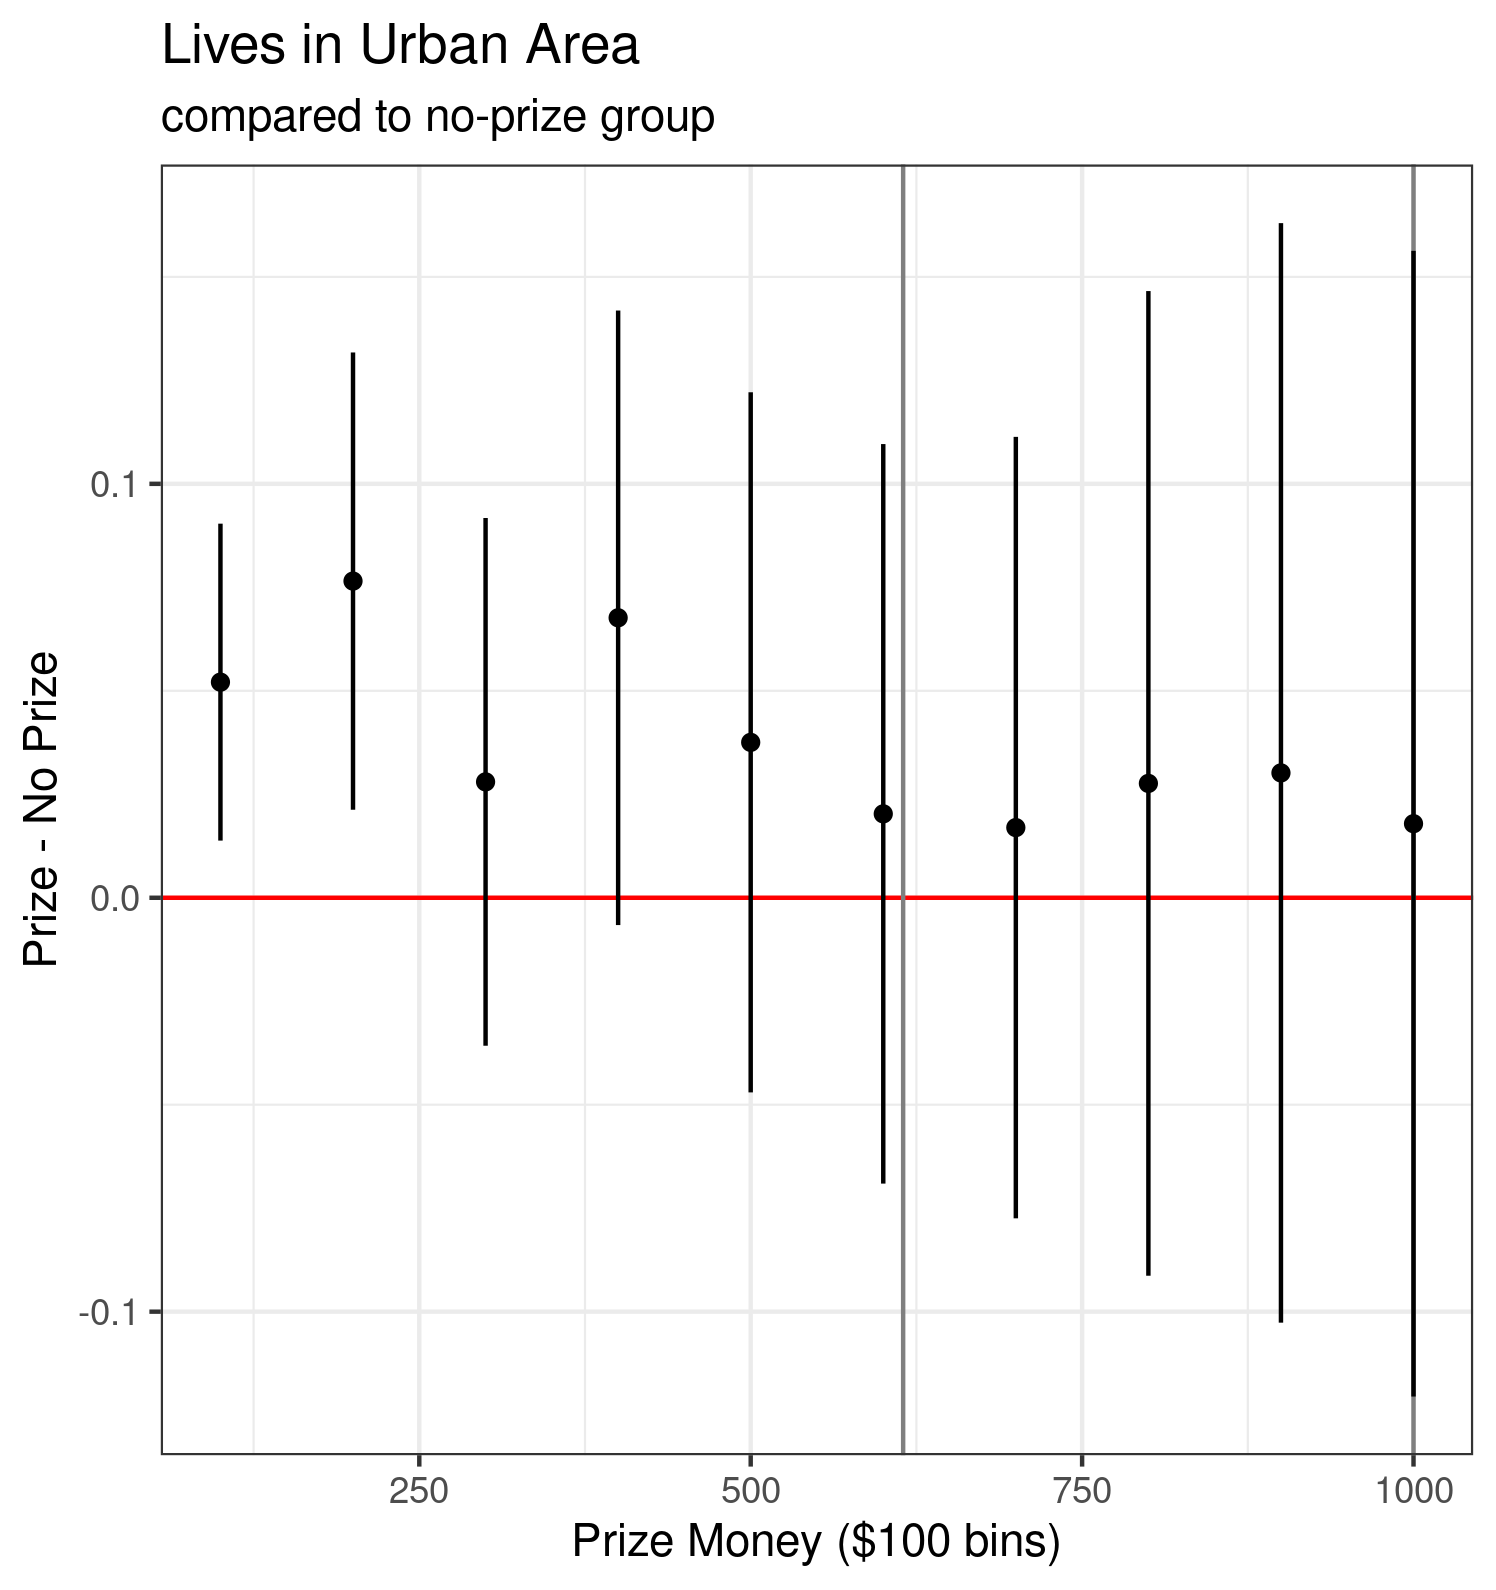 Lives in Urban Area
compared to no-prize group
Prize - No Prize
0.1
0.0
-0.1
250
500
750
1000
Prize Money ($100 bins)